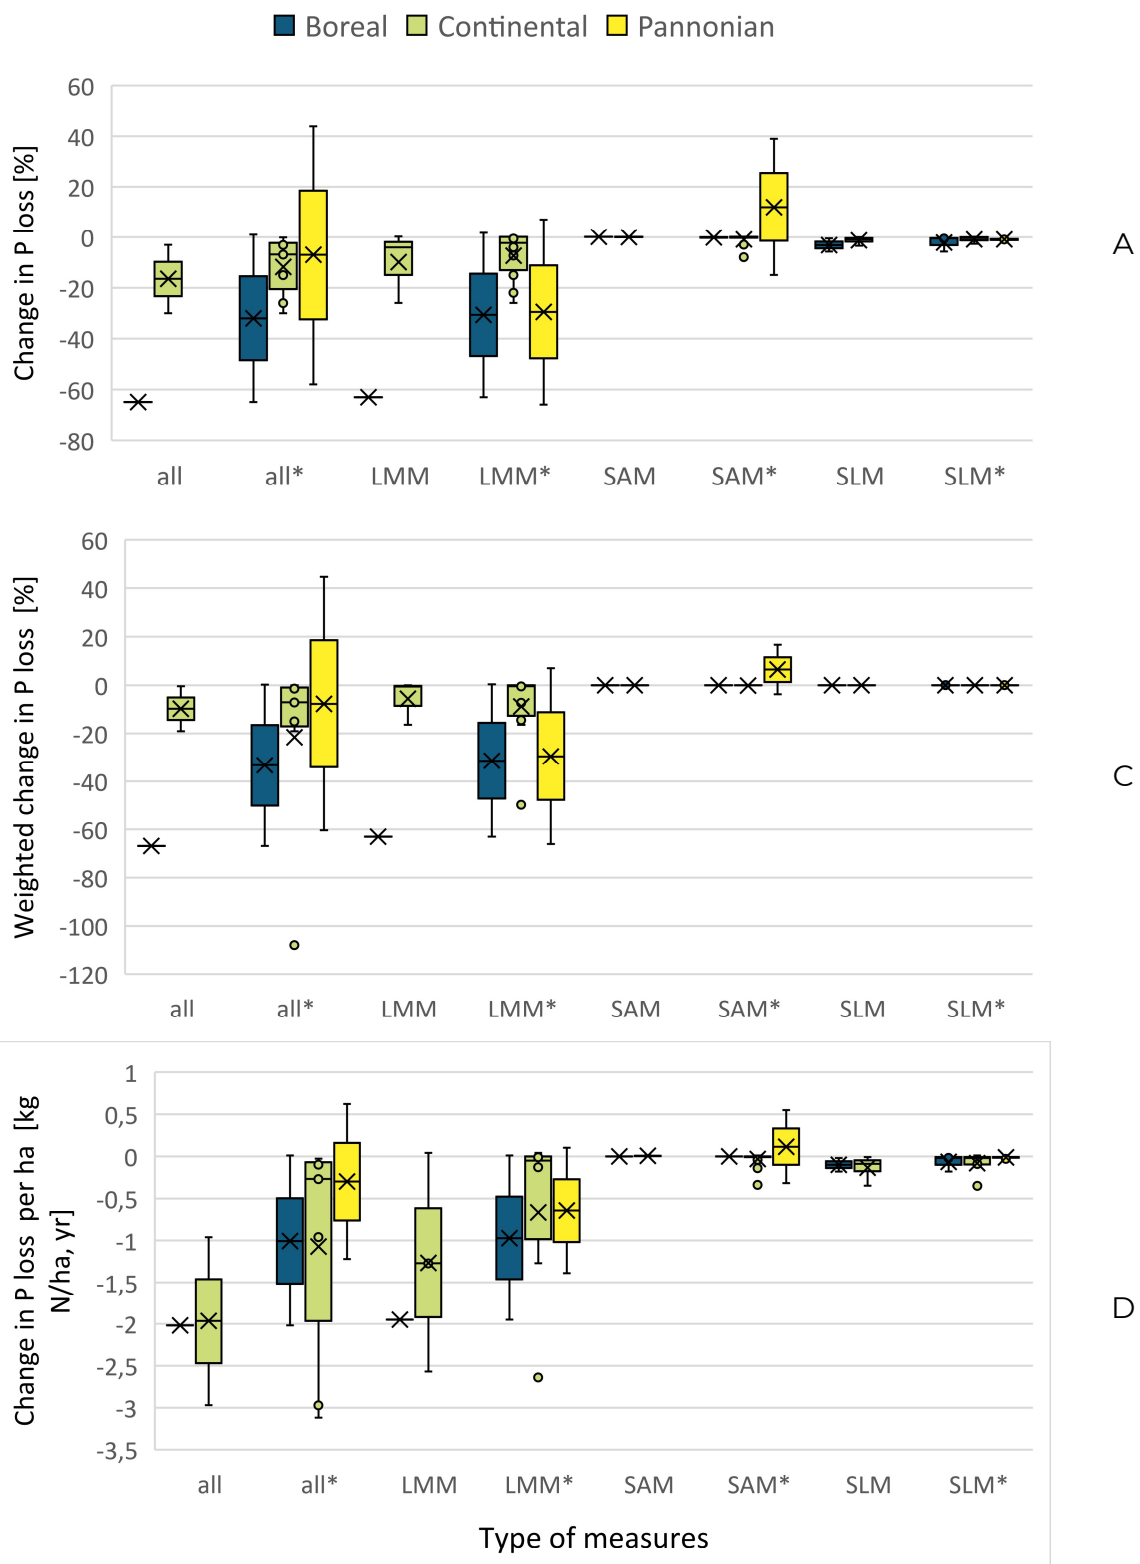 Boreal Continental Pannonian
A
Change in P loss [%]
60
40
20
0
-20
-40
-60
-80
all all* LMM LMM* SAM SAM* SLM SLM*
C
Weighted change in P loss [%]
60
40
20
0
-20
-40
-60
-80
-100
-120
all all* LMM LMM* SAM SAM* SLM SLM*
D
Change in P loss per ha [kg
N/ha, yr]
1
0,5
0
-0,5
-1
-1,5
-2
-2,5
-3
-3,5
all all* LMM LMM* SAM SAM* SLM SLM*
Type of measures